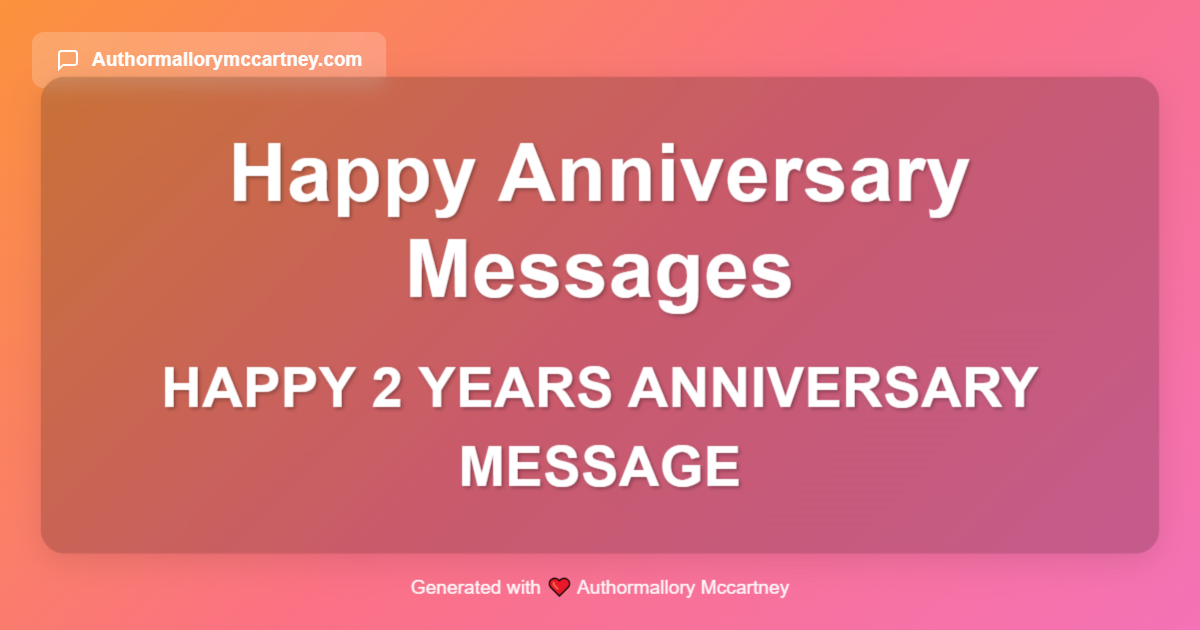 Authormallorymccartney.com
Happy Anniversary
Messages
HAPPY 2 YEARS ANNIVERSARY
MESSAGE
Generated with ❤️ Authormallory Mccartney